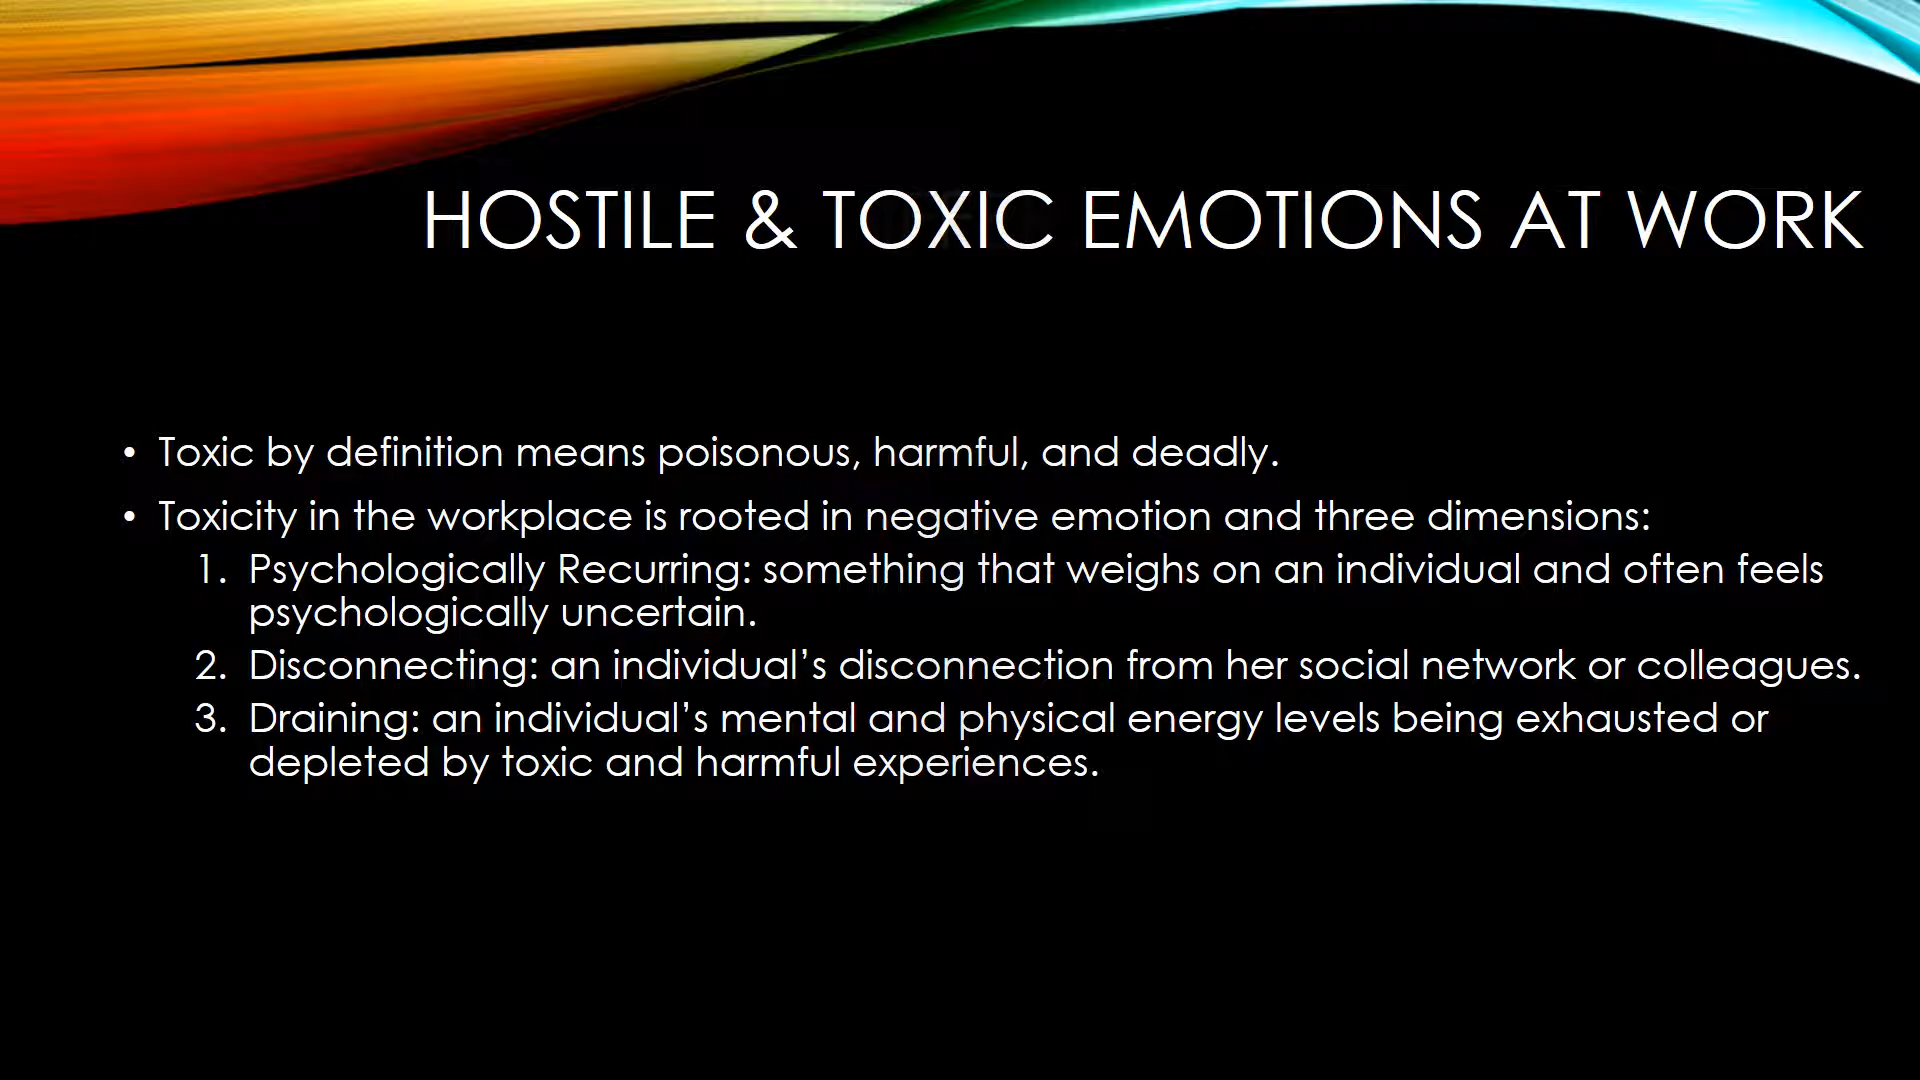 HOSTILE & TOXIC EMOTIONS AT WORK
• Toxic by definition means poisonous, harmful, and deadly.
• Toxicity in the workplace is rooted in negative emotion and three dimensions:
1. Psychologically Recurring: something that weighs on an individual and often feels
psychologically uncertain.
2. Disconnecting: an individual’s disconnection from her social network or colleagues.
3. Draining: an individual’s mental and physical energy levels being exhausted or
depleted by toxic and harmful experiences.